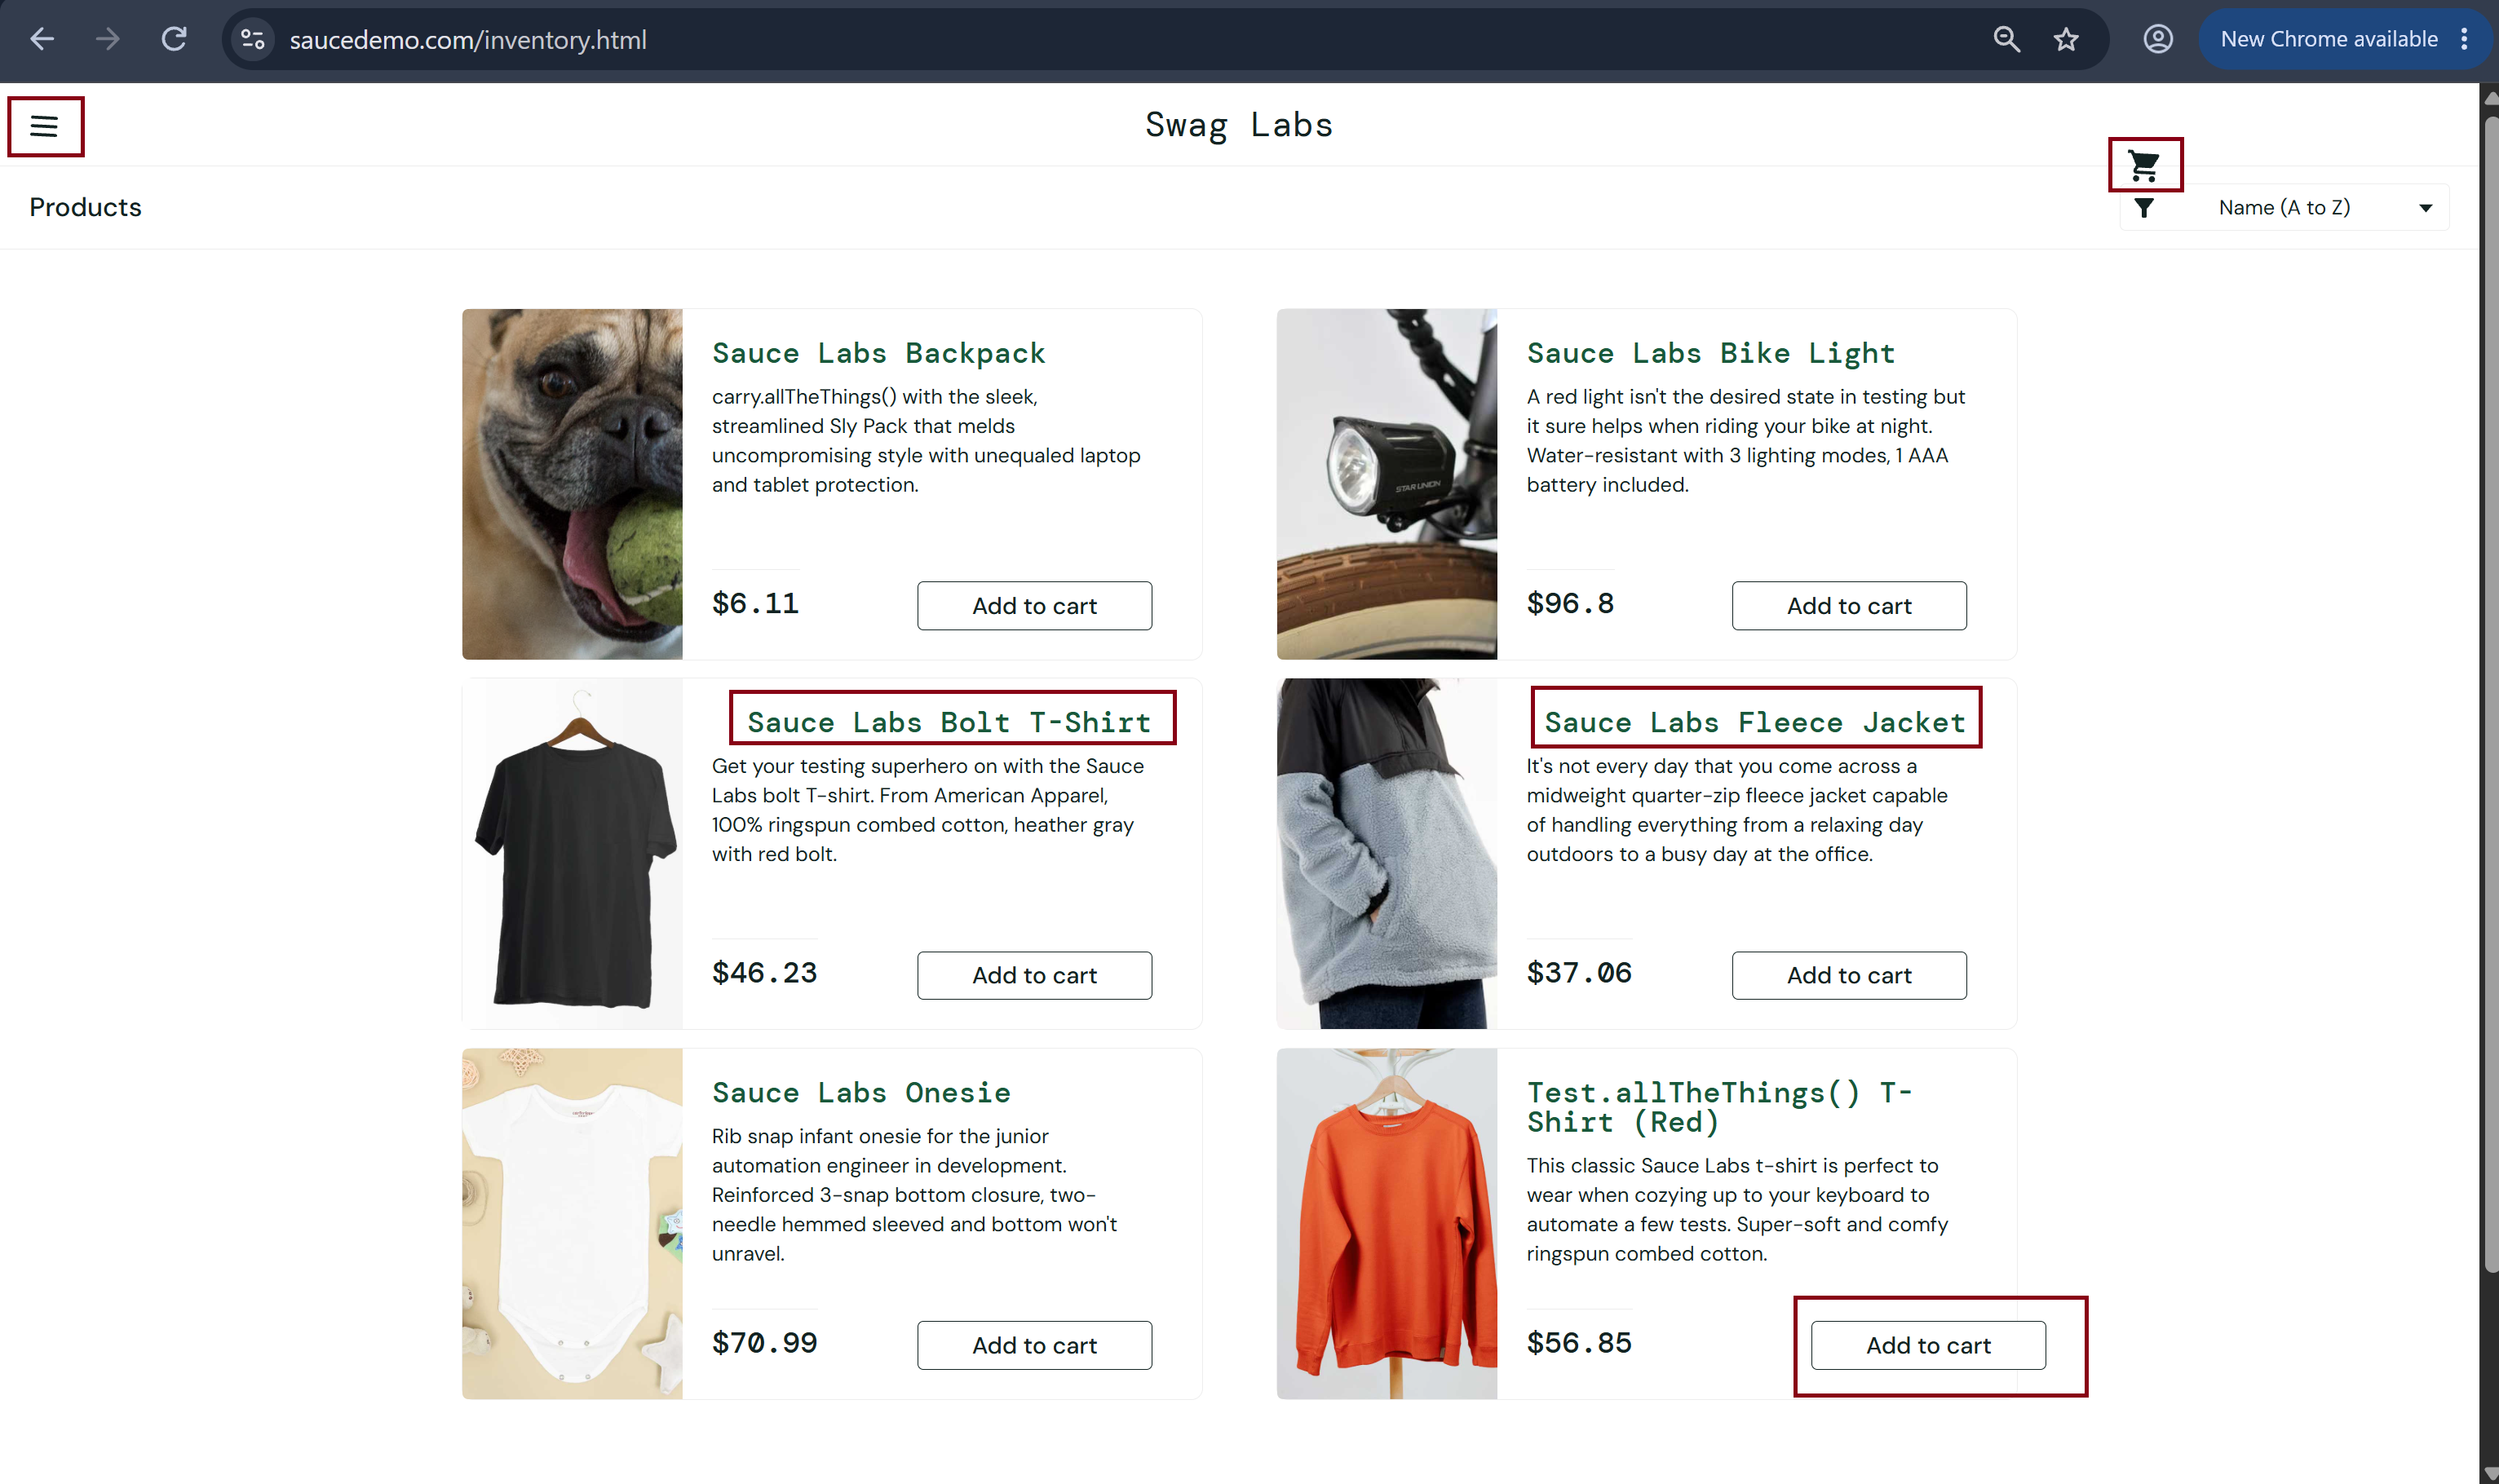 saucedemo.com/inventory.html
New Chrome available
Swag Labs
Products
Name (A to Z)
Sauce Labs Backpack
carry.allTheThings() with the sleek,
streamlined Sly Pack that melds
uncompromising style with unequaled laptop
and tablet protection.
$6.11
Add to cart
Sauce Labs Bike Light
A red light isn't the desired state in testing but
it sure helps when riding your bike at night.
Water-resistant with 3 lighting modes, 1 AAA
battery included.
STAR UNION
$96.8
Add to cart
Sauce Labs Bolt T-Shirt
Get your testing superhero on with the Sauce
Labs bolt T-shirt. From American Apparel,
100% ringspun combed cotton, heather gray
with red bolt.
$46.23
Add to cart
Sauce Labs Fleece Jacket
It's not every day that you come across a
midweight quarter-zip fleece jacket capable
of handling everything from a relaxing day
outdoors to a busy day at the office.
$37.06
Add to cart
Sauce Labs Onesie
Rib snap infant onesie for the junior
automation engineer in development.
Reinforced 3-snap bottom closure, two-
needle hemmed sleeved and bottom won't
unravel.
$70.99
Add to cart
Test.allTheThings() T-
Shirt (Red)
This classic Sauce Labs t-shirt is perfect to
wear when cozying up to your keyboard to
automate a few tests. Super-soft and comfy
ringspun combed cotton.
$56.85
Add to cart